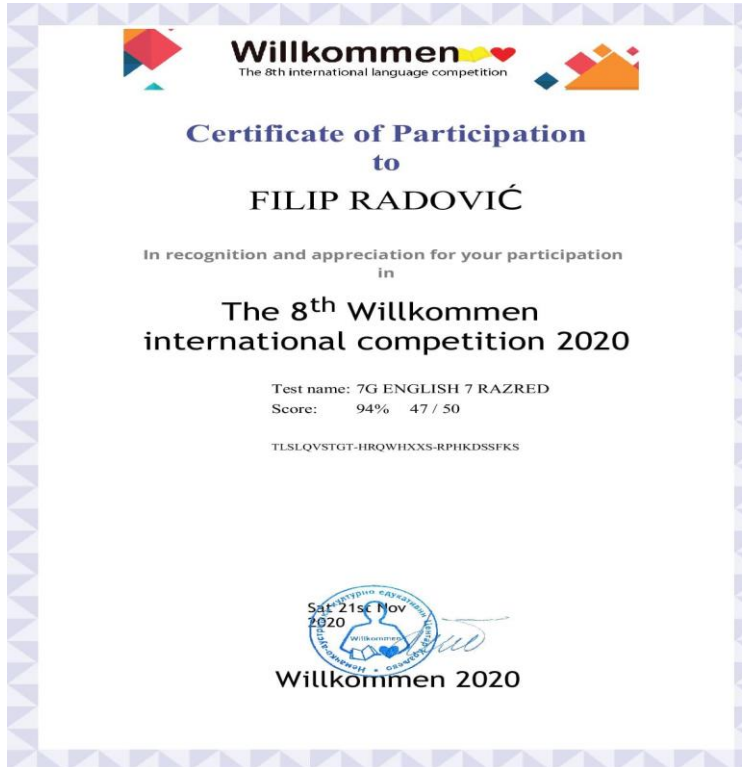 Willkommen
The 8th international language competition
Certificate of Participation
to
FILIP RADOVIĆ
In recognition and appreciation for your participation
in
The 8th Willkommen
international competition 2020
Test name: 7G ENGLISH 7 RAZRED
Score: 94% 47 / 50
TLSLQVSTGT-HRQWHXXS-RPHKDSSFKS
Sat 21st Nov
2020
Willkommen
Willkommen 2020